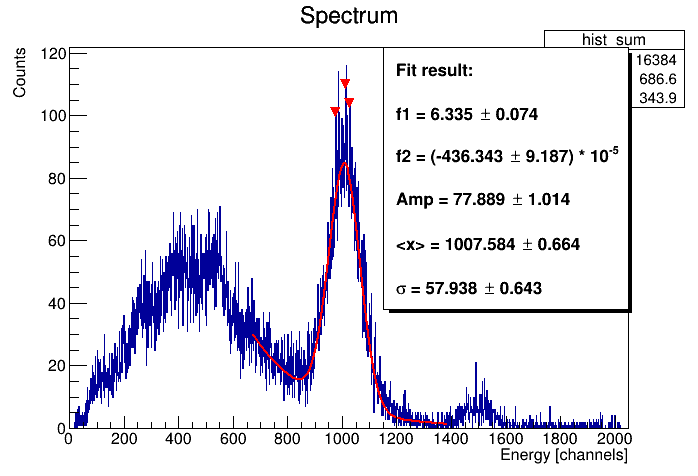 Spectrum
hist_sum
16384
686.6
343.9
Counts
120
100
80
60
40
20
0
Fit result:
f1 = 6.335 ± 0.074
f2 = (-436.343 ± 9.187) * 10^-5
Amp = 77.889 ± 1.014
<x> = 1007.584 ± 0.664
σ = 57.938 ± 0.643
0 200 400 600 800 1000 1200 1400 1600 1800 2000
Energy [channels]